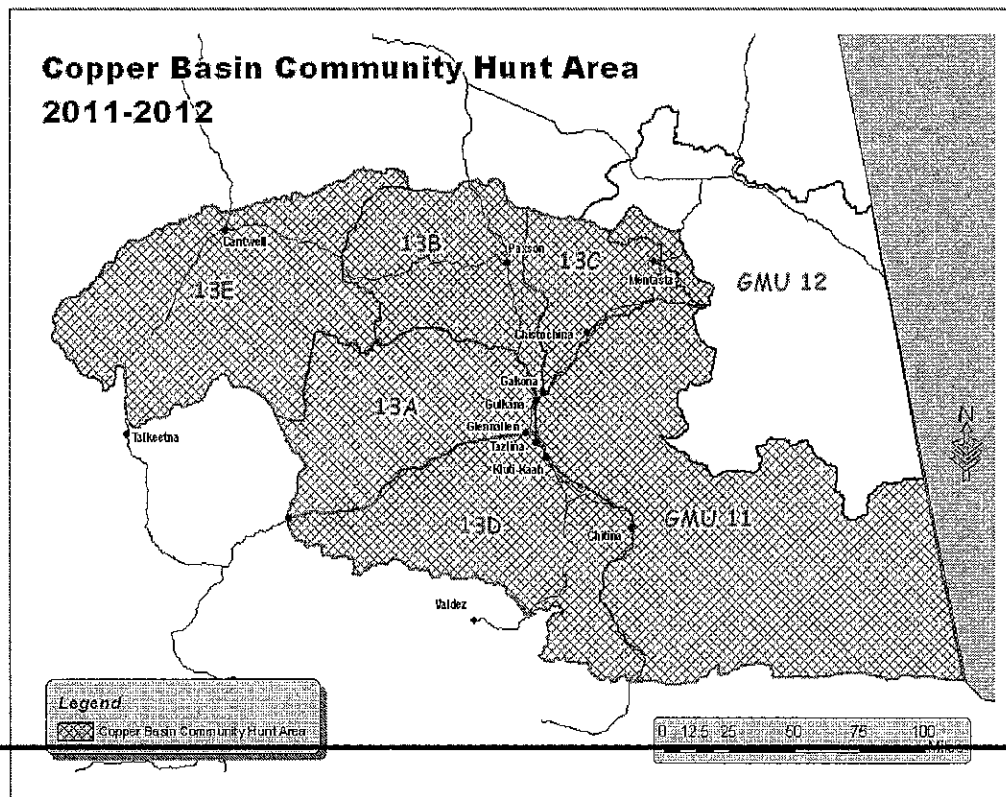 Copper Basin Community Hunt Area
2011-2012
Cantwell
13B
Paxson
13C
Mentasta
13E
GMU 12
Chistochina
Gakona
13A
Gulkana
Glennallen
Talkeetna
Tazlina
Kluti-Kaah
N
13D
GMU 11
Chitina
Valdez
Legend
Copper Basin Community Hunt Area
0 12.5 25 50 75 100
Miles